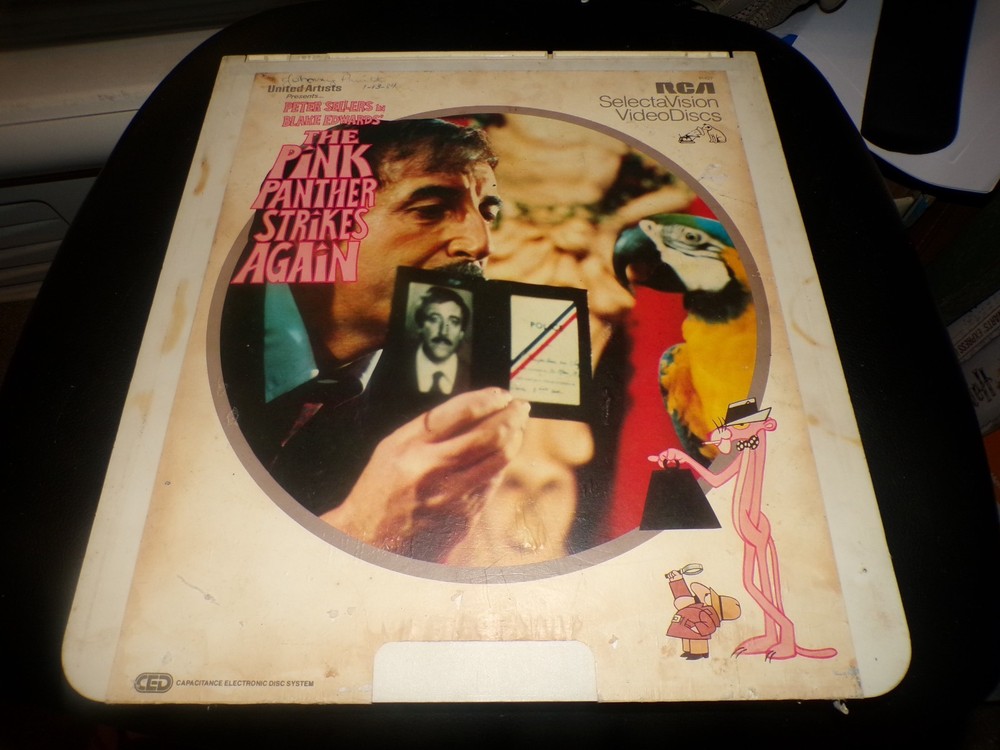 United Artists
Presents...
PETER SELLERS in
BLAKE EDWARDS'
THE
PiNK
PANTHER
STRiKES
AGAiN
RCA
SelectaVision
VideoDiscs
CED CAPACITANCE ELECTRONIC DISC SYSTEM